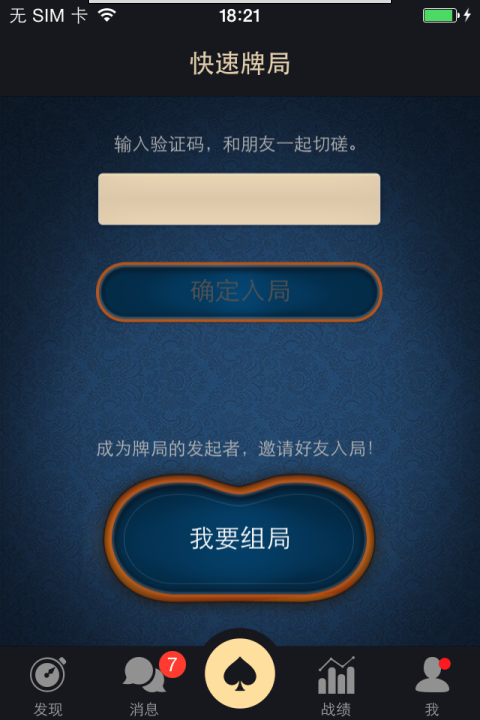 无 SIM 卡 18:21
快速牌局
输入验证码，和朋友一起切磋。
确定入局
成为牌局的发起者，邀请好友入局！
我要组局
7
发现 消息 战绩 我